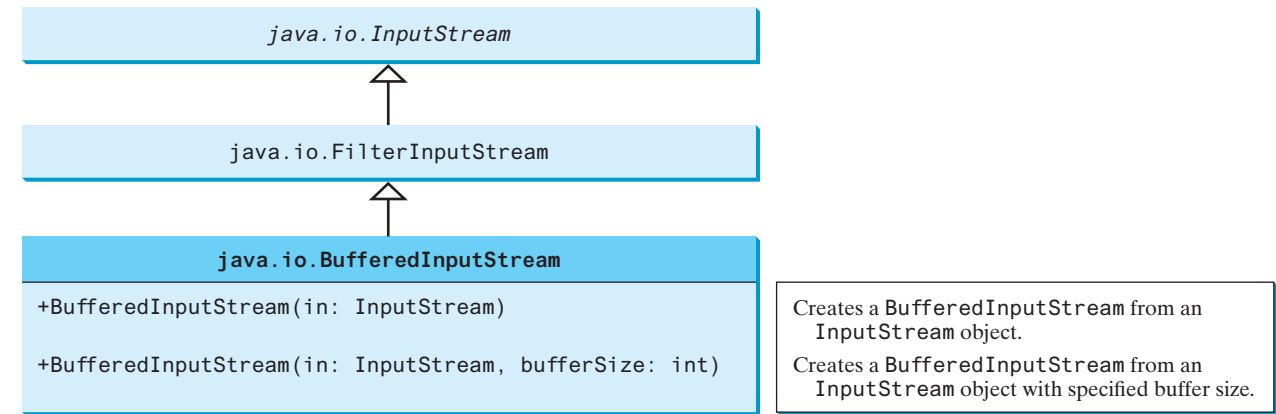 java.io.InputStream
java.io.FilterInputStream
java.io.BufferedInputStream
+BufferedInputStream(in: InputStream)
+BufferedInputStream(in: InputStream, bufferSize: int)
Creates a BufferedInputStream from an
InputStream object.
Creates a BufferedInputStream from an
InputStream object with specified buffer size.